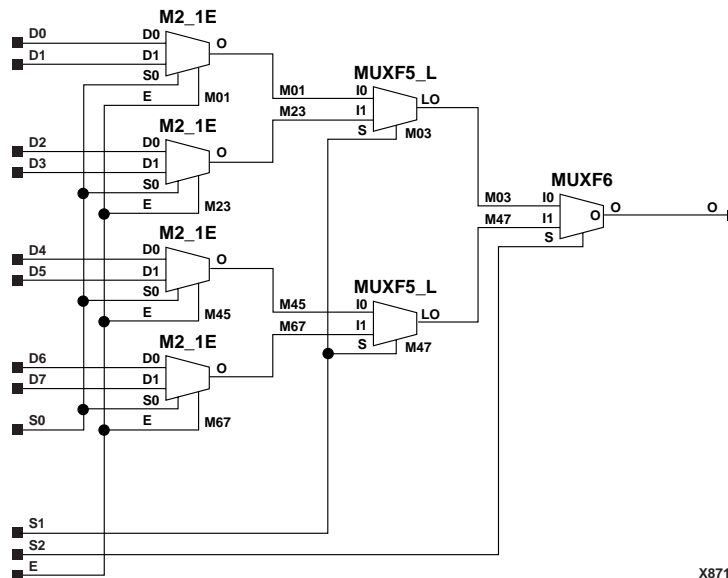 M2_1E
D0 D0 O
D1 D1
S0
E M01
M01 I0 MUXF5_L LO
M23 I1
S M03
M2_1E
D2 D0 O
D3 D1
S0
E M23
MUXF6
M03 I0 O O O
M47 I1
S
M2_1E
D4 D0 O
D5 D1
S0
E M45
MUXF5_L
M45 I0 LO
M67 I1
S M47
M2_1E
D6 D0 O
D7 D1
S0 S0
E M67
S1
S2
E
X871